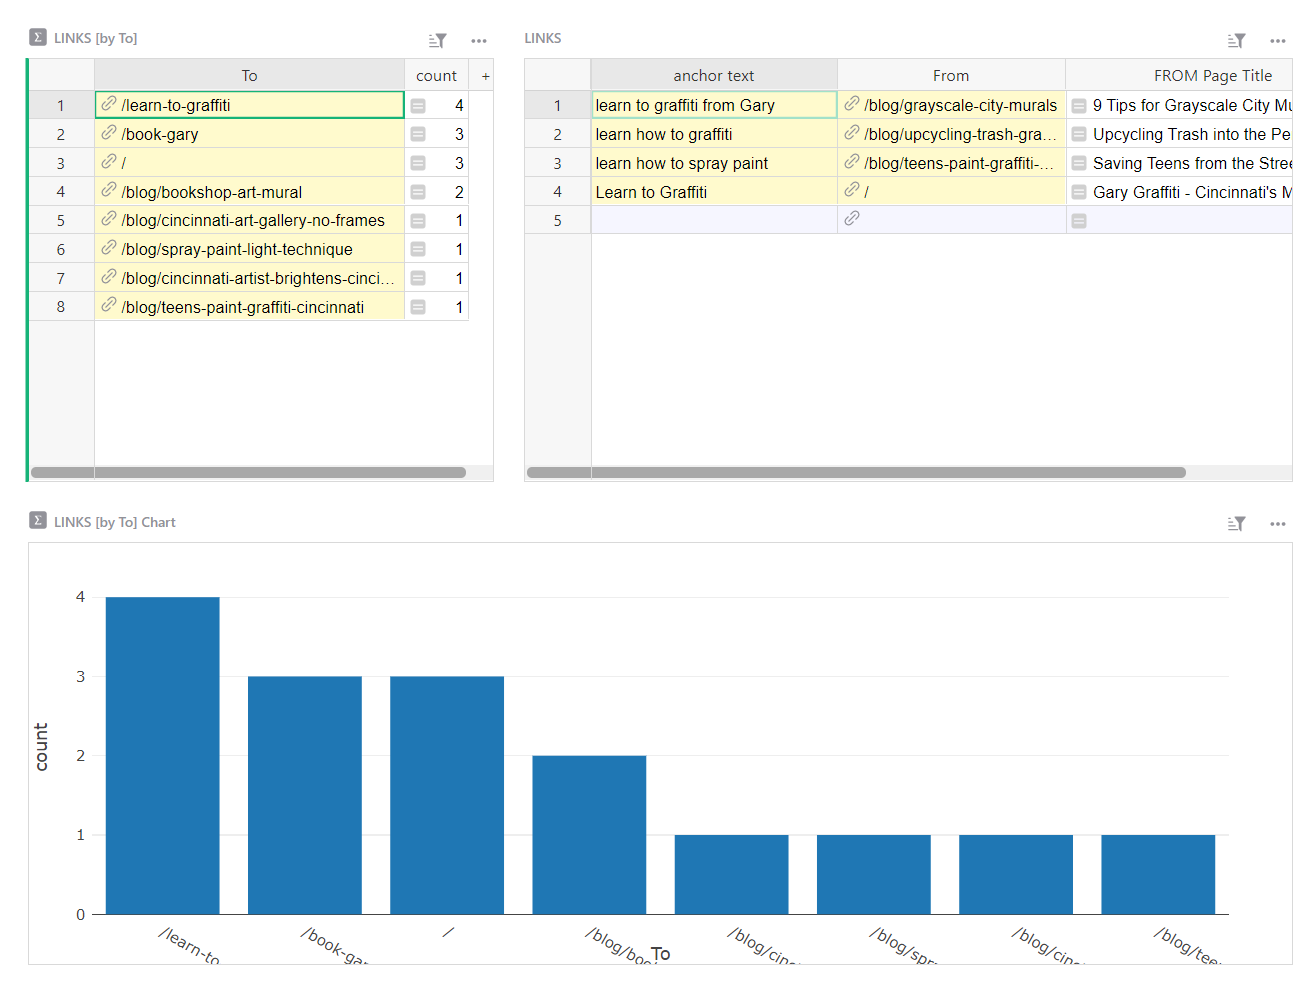 Σ LINKS [by To]
To count +
1 /learn-to-graffiti 4
2 /book-gary 3
3 / 3
4 /blog/bookshop-art-mural 2
5 /blog/cincinnati-art-gallery-no-frames 1
6 /blog/spray-paint-light-technique 1
7 /blog/cincinnati-artist-brightens-cinci... 1
8 /blog/teens-paint-graffiti-cincinnati 1
LINKS
anchor text From FROM Page Title
1 learn to graffiti from Gary /blog/grayscale-city-murals 9 Tips for Grayscale City Mu
2 learn how to graffiti /blog/upcycling-trash-gra... Upcycling Trash into the Pe
3 learn how to spray paint /blog/teens-paint-graffiti-... Saving Teens from the Stree
4 Learn to Graffiti / Gary Graffiti - Cincinnati's M
5
Σ LINKS [by To] Chart
count
4
3
2
1
0
/learn-to /book-ga / /blog/boo /blog/cinc /blog/spr /blog/cinc /blog/tee
To